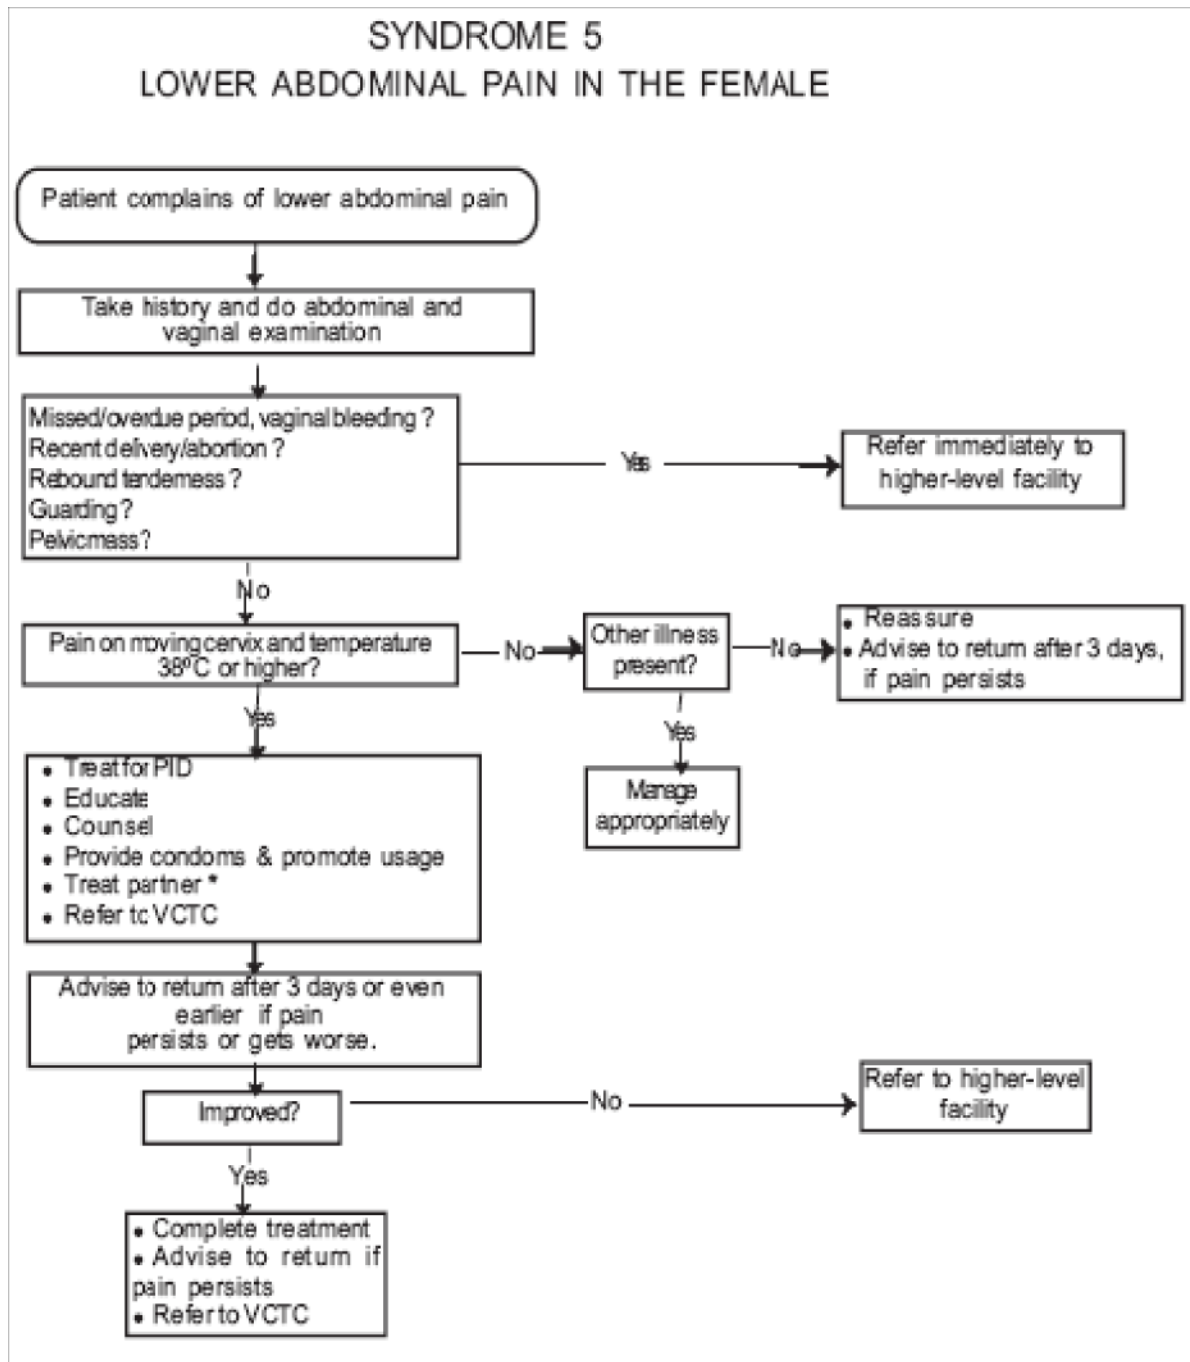 SYNDROME 5
LOWER ABDOMINAL PAIN IN THE FEMALE
Patient complains of lower abdominal pain
Take history and do abdominal and
vaginal examination
Missed/overdue period, vaginal bleeding ?
Recent delivery/abortion ?
Rebound tenderness ?
Guarding ?
Pelvic mass ?
Yes
Refer immediately to
higher-level facility
No
Pain on moving cervix and temperature
38ºC or higher?
No
Other illness
present?
No
• Reassure
• Advise to return after 3 days,
if pain persists
Yes
Yes
Manage
appropriately
• Treat for PID
• Educate
• Counsel
• Provide condoms & promote usage
• Treat partner *
• Refer to VCTC
Advise to return after 3 days or even
earlier if pain
persists or gets worse.
Improved?
No
Refer to higher-level
facility
Yes
• Complete treatment
• Advise to return if
pain persists
• Refer to VCTC